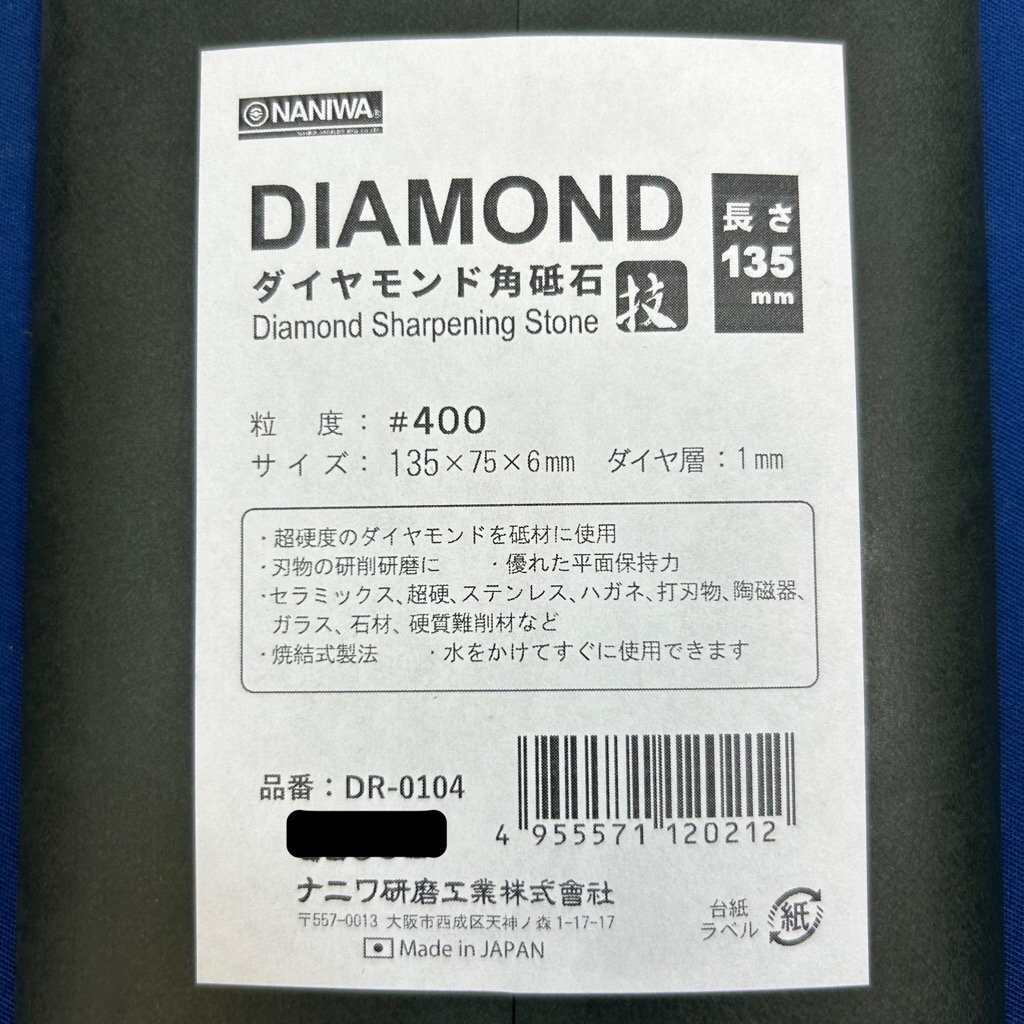 NANIWA®
DIAMOND
長さ
135
mm
ダイヤモンド角砥石 技
Diamond Sharpening Stone
粒 度：#400
サイズ：135×75×6mm ダイヤ層：1mm
・超硬度のダイヤモンドを砥材に使用
・刃物の研削研磨に ・優れた平面保持力
・セラミックス、超硬、ステンレス、ハガネ、打刃物、陶磁器、
ガラス、石材、硬質難削材など
・焼結式製法 ・水をかけてすぐに使用できます
品番：DR-0104
4 955571 120212
ナニワ研磨工業株式會社
〒557-0013 大阪市西成区天神ノ森1-17-17
Made in JAPAN
台紙
ラベル
紙